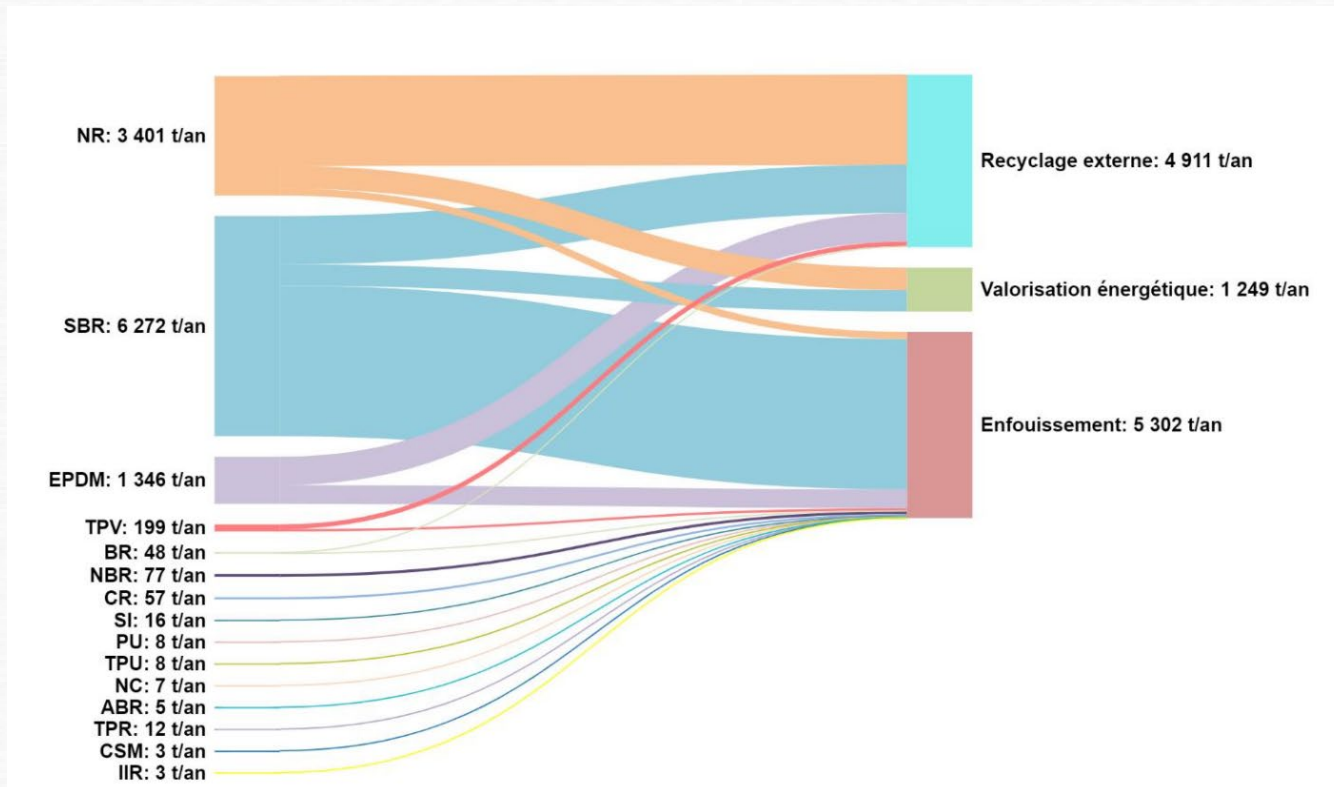 NR: 3 401 t/an
SBR: 6 272 t/an
EPDM: 1 346 t/an
TPV: 199 t/an
BR: 48 t/an
NBR: 77 t/an
CR: 57 t/an
SI: 16 t/an
PU: 8 t/an
TPU: 8 t/an
NC: 7 t/an
ABR: 5 t/an
TPR: 12 t/an
CSM: 3 t/an
IIR: 3 t/an
Recyclage externe: 4 911 t/an
Valorisation énergétique: 1 249 t/an
Enfouissement: 5 302 t/an